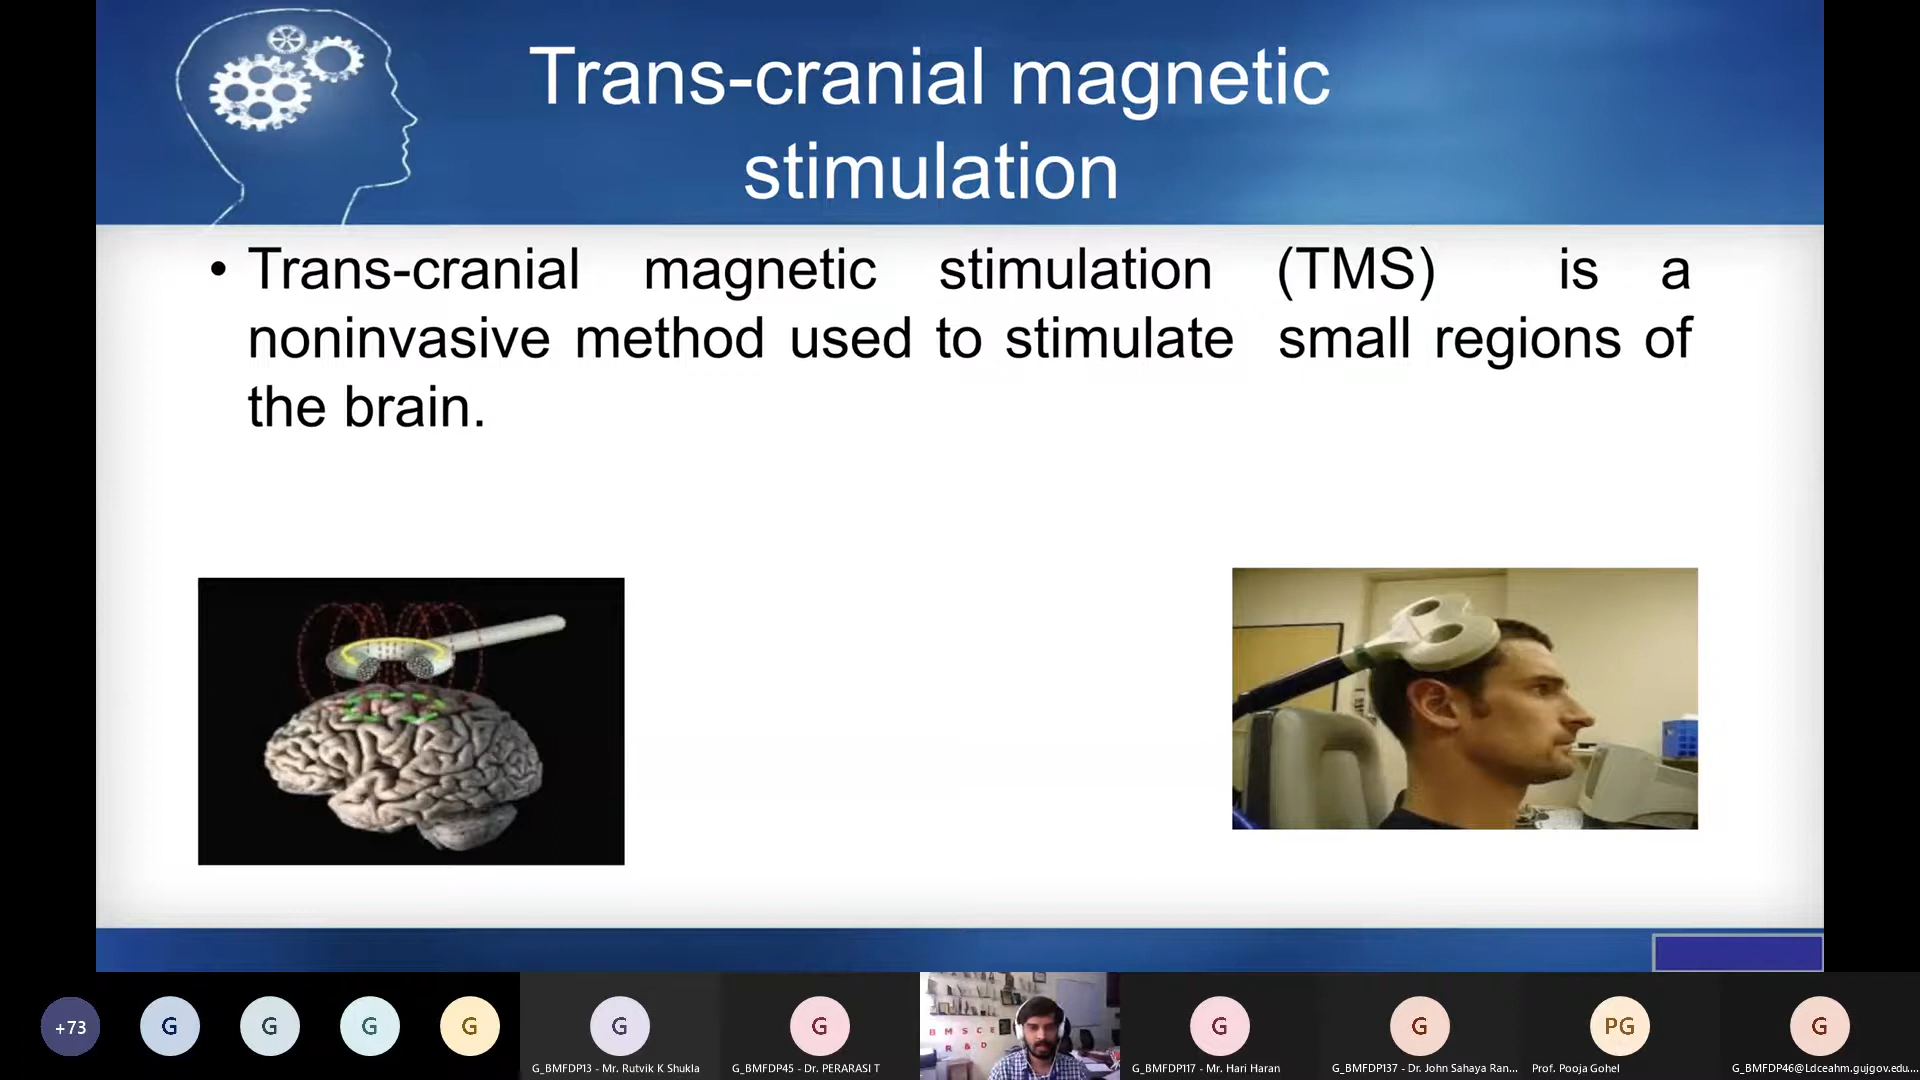 Trans-cranial magnetic
stimulation
• Trans-cranial magnetic stimulation (TMS) is a
noninvasive method used to stimulate small regions of
the brain.
+73
G
G
G
G
G
G_BMFDP13 - Mr. Rutvik K Shukla
G
G_BMFDP45 - Dr. PERARASI T
B M S C E
R & D
G
G_BMFDP117 - Mr. Hari Haran
G
G_BMFDP137 - Dr. John Sahaya Ran...
PG
Prof. Pooja Gohel
G
G_BMFDP46@Ldceahm.gujgov.edu....